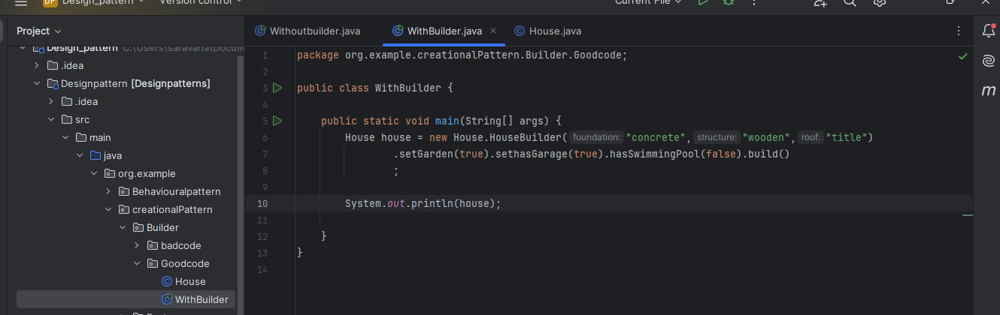 DP Design_pattern Version control Current File
Project
Design_pattern C:\Users\saravana\Docum
.idea
Designpattern [Designpatterns]
.idea
src
main
java
org.example
Behaviouralpattern
creationalPattern
Builder
badcode
Goodcode
House
WithBuilder
Withoutbuilder.java WithBuilder.java House.java
1 package org.example.creationalPattern.Builder.Goodcode;
2
3 public class WithBuilder {
4
5 public static void main(String[] args) {
6 House house = new House.HouseBuilder( foundation: "concrete", structure: "wooden", roof: "title")
7 .setGarden(true).sethasGarage(true).hasSwimmingPool(false).build()
8 ;
9
10 System.out.println(house);
11
12 }
13 }
14
m